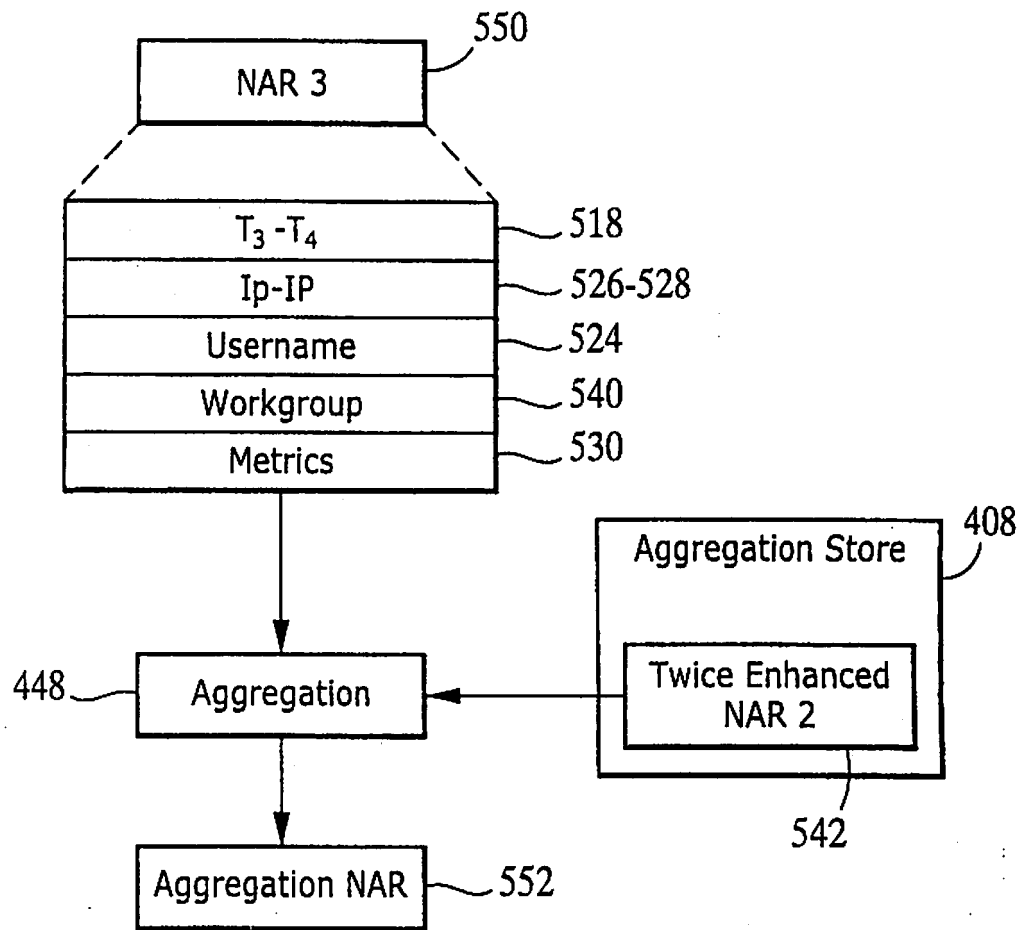 550
NAR 3
T₃ -T₄
518
Ip-IP
526-528
Username
524
Workgroup
540
Metrics
530
408
Aggregation Store
448
Aggregation
Twice Enhanced
NAR 2
542
Aggregation NAR
552